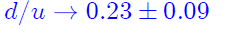 d/u → 0.23 ± 0.09